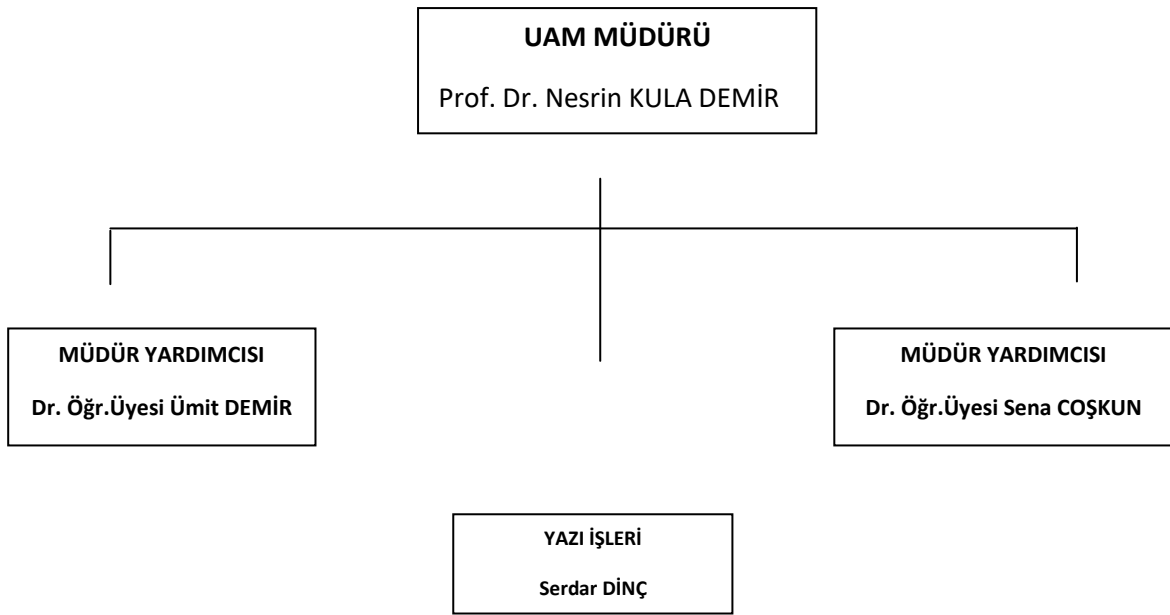 UAM MÜDÜRÜ
Prof. Dr. Nesrin KULA DEMİR
MÜDÜR YARDIMCISI
Dr. Öğr.Üyesi Ümit DEMİR
MÜDÜR YARDIMCISI
Dr. Öğr.Üyesi Sena COŞKUN
YAZI İŞLERİ
Serdar DİNÇ